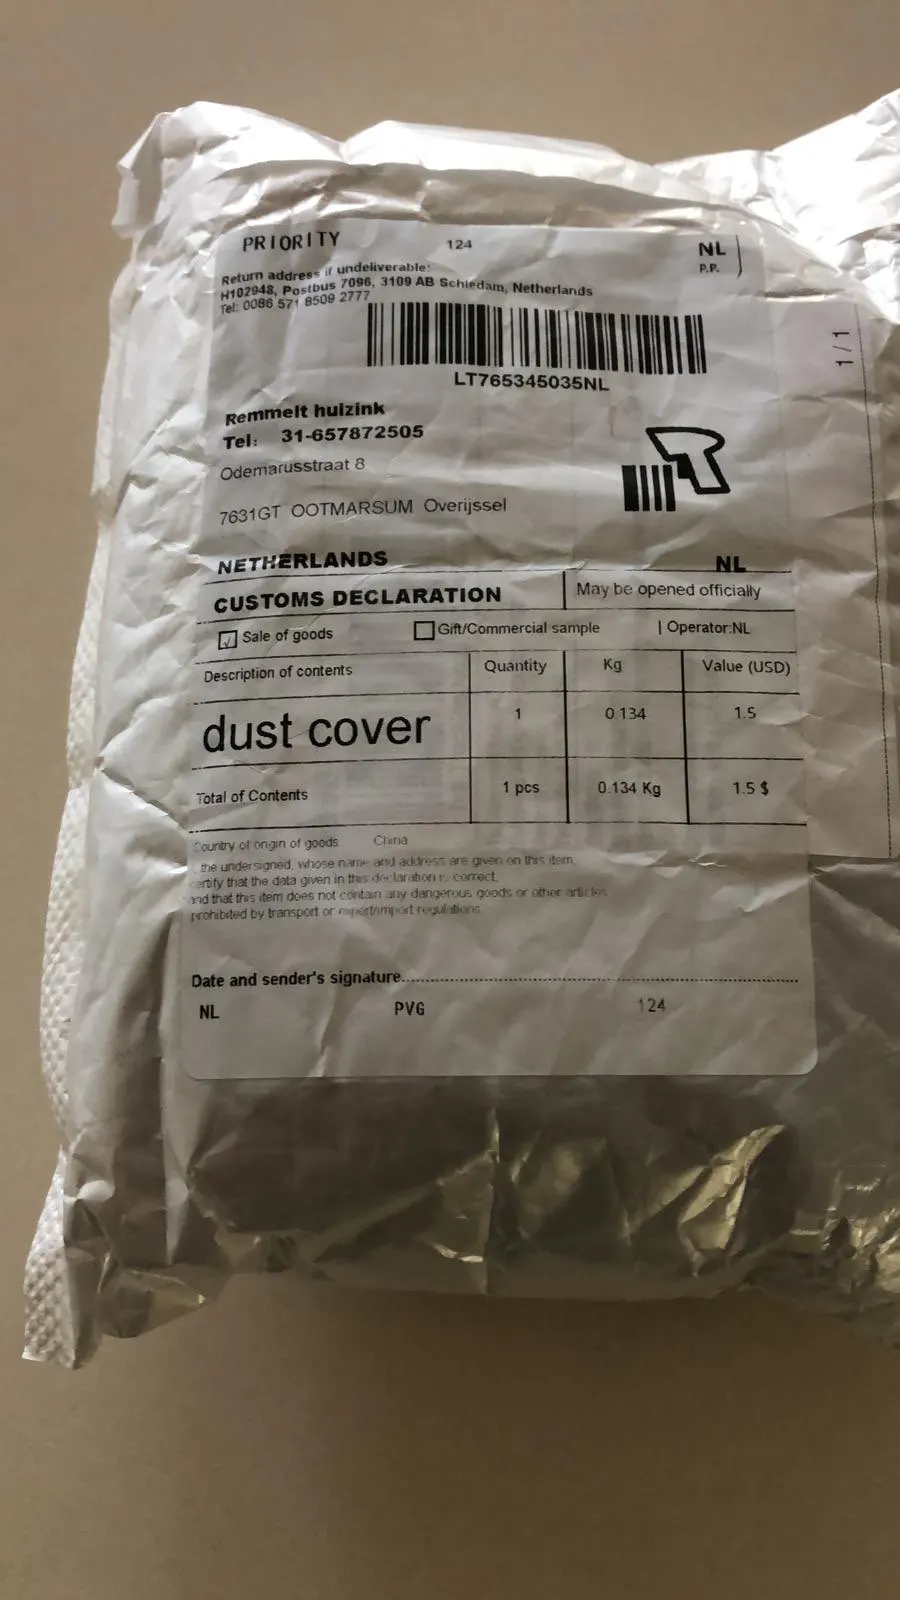 PRIORITY 124 NL
P.P.
Return address if undeliverable:
H102948, Postbus 7096, 3109 AB Schiedam, Netherlands
Tel: 0086 571 8509 2777
1/1
LT765345035NL
Remmelt huizink
Tel: 31-657872505
Odemarusstraat 8
7631GT OOTMARSUM Overijssel
NETHERLANDS NL
CUSTOMS DECLARATION May be opened officially
Sale of goods Gift/Commercial sample | Operator:NL
Description of contents Quantity Kg Value (USD)
dust cover 1 0.134 1.5
Total of Contents 1 pcs 0.134 Kg 1.5 $
Country of origin of goods China
, the undersigned, whose name and address are given on this item,
certify that the data given in this declaration is correct,
and that this item does not contain any dangerous goods or other articles
prohibited by transport or export/import regulations
Date and sender's signature
NL PVG 124